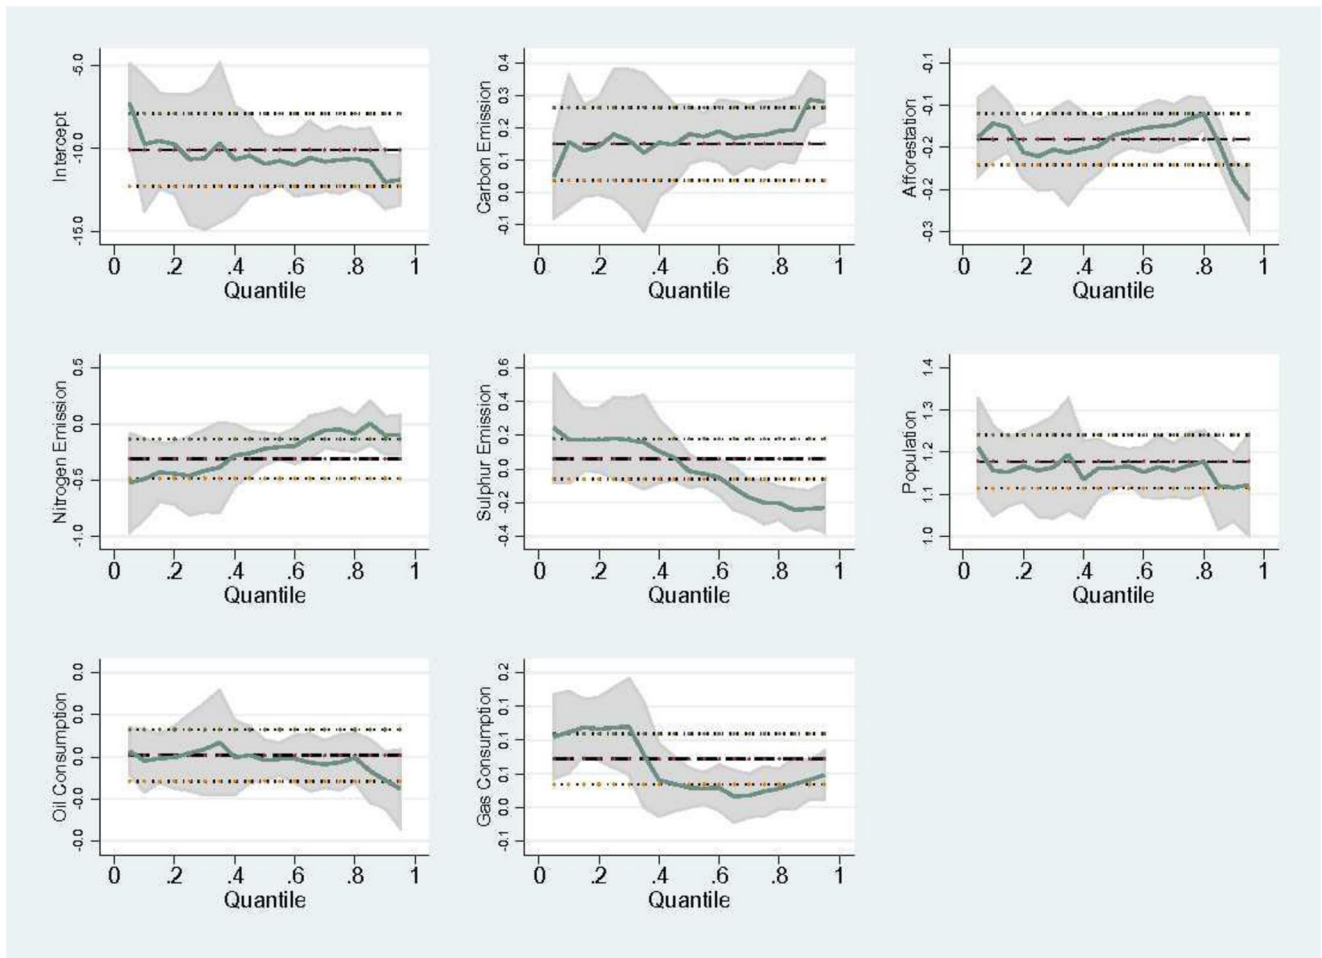 Intercept
-5.0
-10.0
-15.0
0 .2 .4 .6 .8 1
Quantile
Carbon Emission
0.4
0.3
0.2
0.1
0.0
-0.1
0 .2 .4 .6 .8 1
Quantile
Afforestation
-0.1
-0.1
-0.2
-0.2
-0.3
0 .2 .4 .6 .8 1
Quantile
Nitrogen Emission
0.5
0.0
-0.5
-1.0
0 .2 .4 .6 .8 1
Quantile
Sulphur Emission
0.6
0.4
0.2
0.0
-0.2
-0.4
0 .2 .4 .6 .8 1
Quantile
Population
1.4
1.3
1.2
1.1
1.0
0 .2 .4 .6 .8 1
Quantile
Oil Consumption
0.0
0.0
0.0
-0.0
-0.0
0 .2 .4 .6 .8 1
Quantile
Gas Consumption
0.2
0.1
0.1
0.1
0.0
-0.1
0 .2 .4 .6 .8 1
Quantile